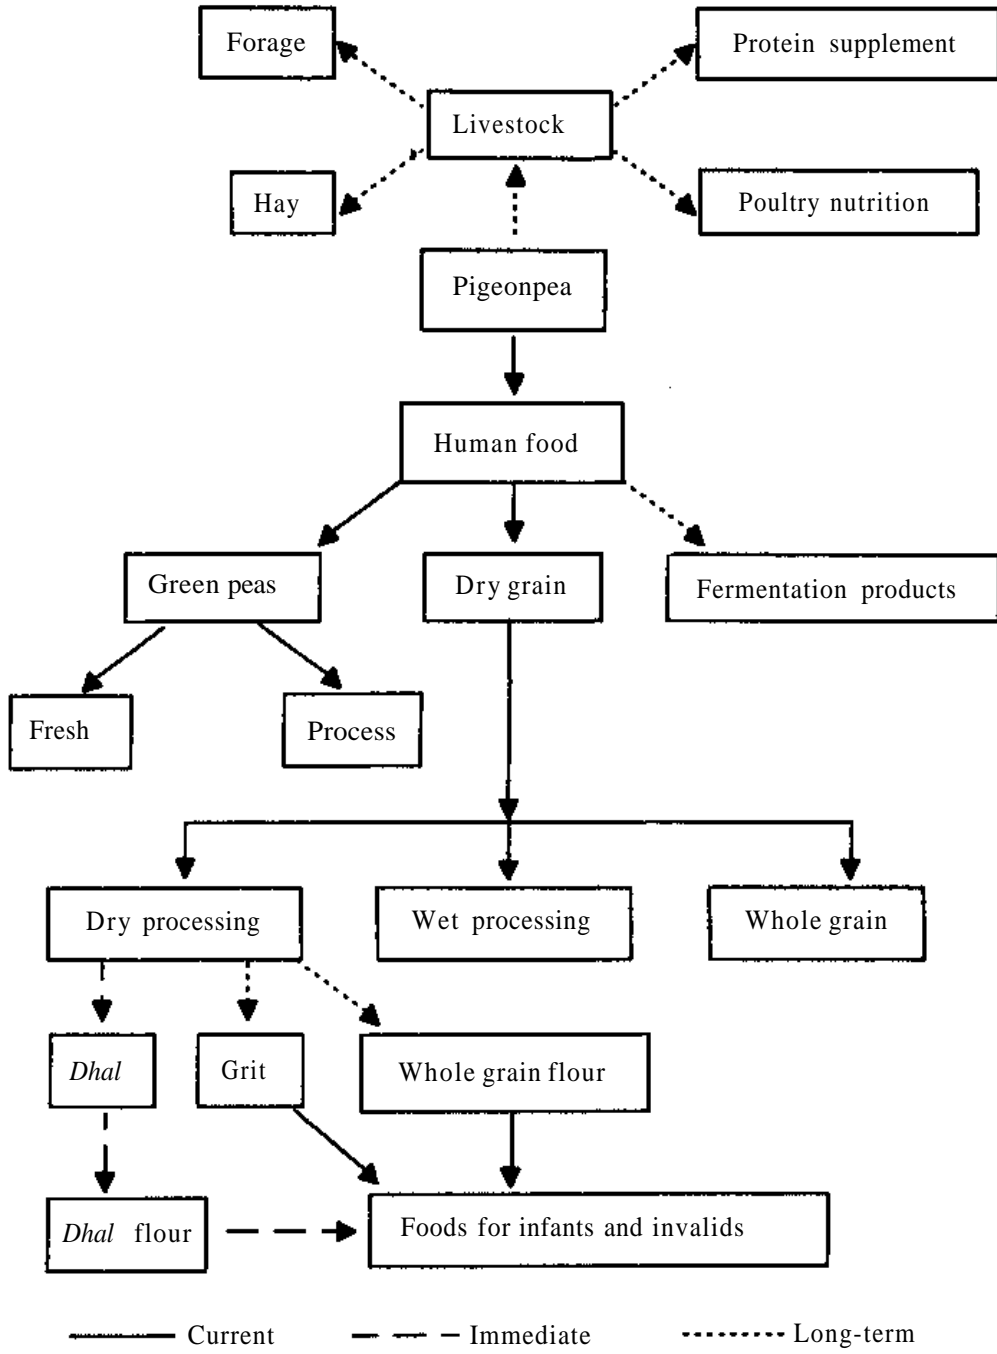 Forage
Protein supplement
Livestock
Hay
Poultry nutrition
Pigeonpea
Human food
Green peas
Dry grain
Fermentation products
Fresh
Process
Dry processing
Wet processing
Whole grain
Dhal
Grit
Whole grain flour
Dhal flour
Foods for infants and invalids
Current
Immediate
Long-term